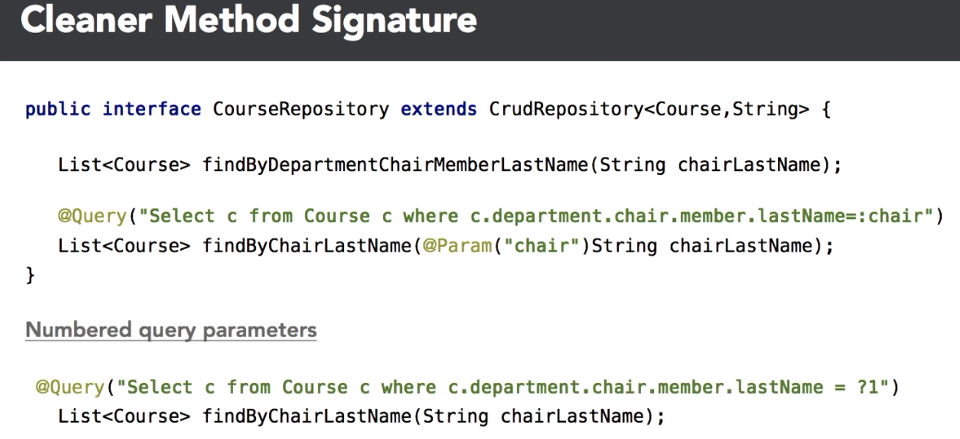 Cleaner Method Signature
public interface CourseRepository extends CrudRepository<Course,String> {
List<Course> findByDepartmentChairMemberLastName(String chairLastName);
@Query("Select c from Course c where c.department.chair.member.lastName=:chair")
List<Course> findByChairLastName(@Param("chair")String chairLastName);
}
Numbered query parameters
@Query("Select c from Course c where c.department.chair.member.lastName = ?1")
List<Course> findByChairLastName(String chairLastName);